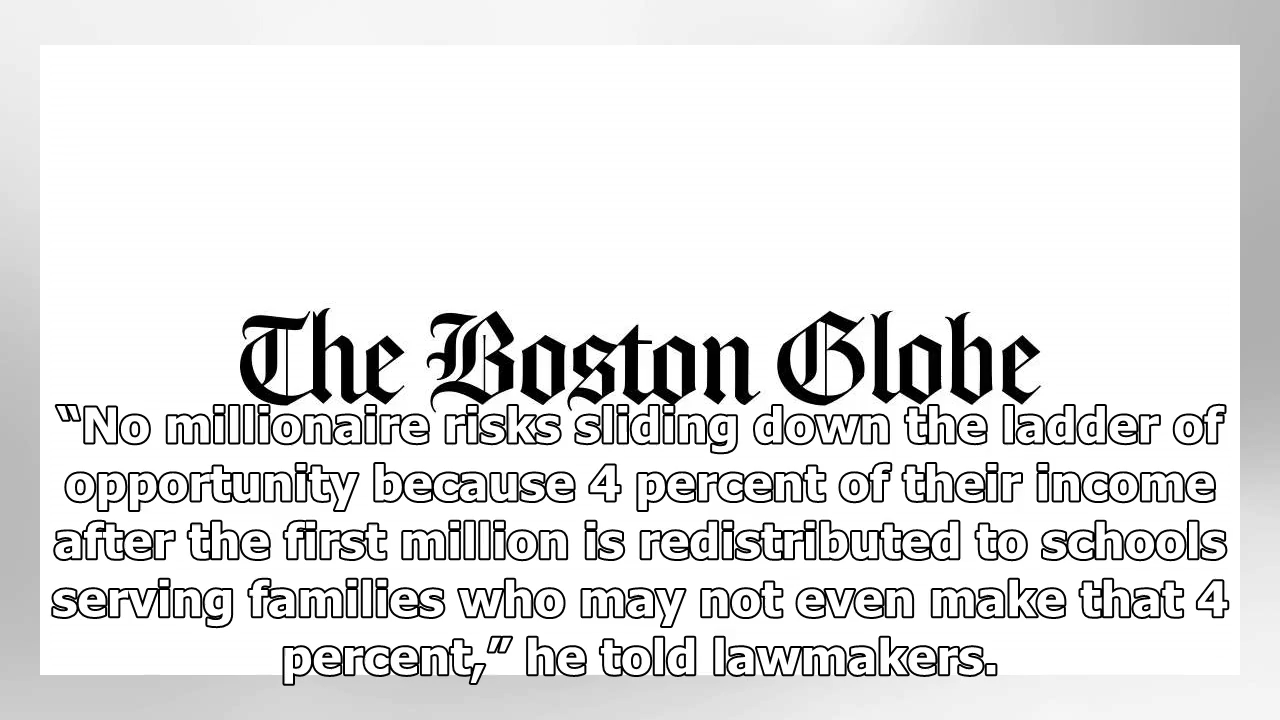 The Boston Globe
“No millionaire risks sliding down the ladder of
opportunity because 4 percent of their income
after the first million is redistributed to schools
serving families who may not even make that 4
percent,” he told lawmakers.